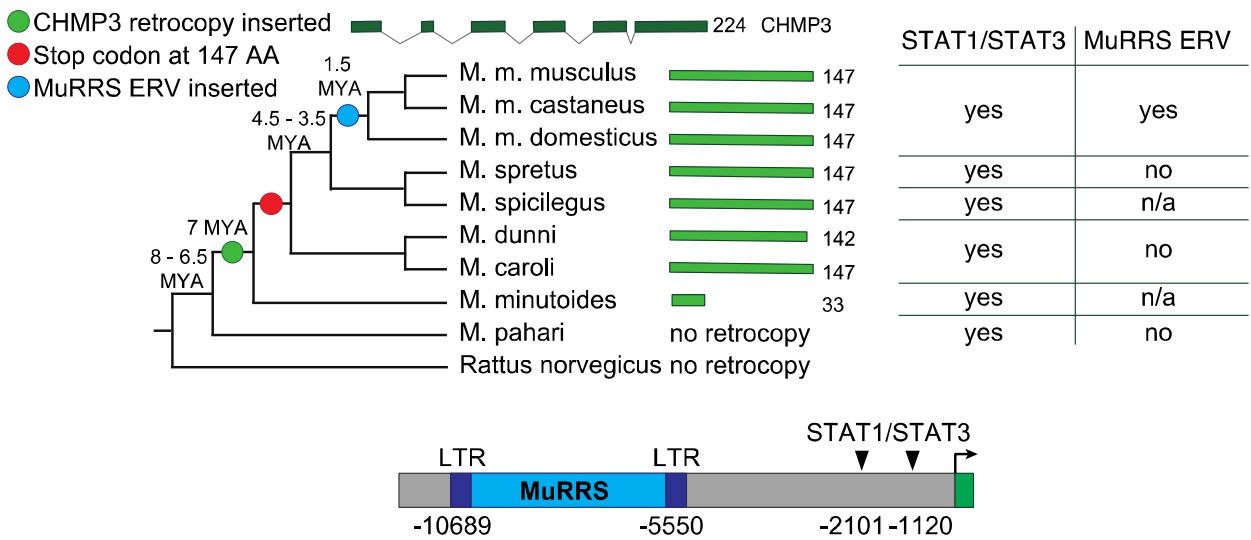 CHMP3 retrocopy inserted
Stop codon at 147 AA
MuRRS ERV inserted
224 CHMP3
1.5
MYA
4.5 - 3.5
MYA
7 MYA
8 - 6.5
MYA
M. m. musculus 147
M. m. castaneus 147
M. m. domesticus 147
M. spretus 147
M. spicilegus 147
M. dunni 142
M. caroli 147
M. minutoides 33
M. pahari no retrocopy
Rattus norvegicus no retrocopy
STAT1/STAT3 MuRRS ERV
yes yes
yes no
yes n/a
yes no
yes n/a
yes no
STAT1/STAT3
LTR LTR
MuRRS
-10689 -5550 -2101 -1120